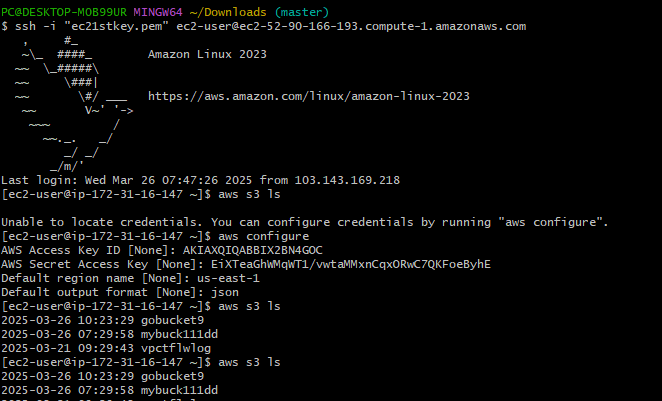 PC@DESKTOP-MOB99UR MINGW64 ~/Downloads (master)
$ ssh -i "ec21stkey.pem" ec2-user@ec2-52-90-166-193.compute-1.amazonaws.com
   ,     #_
   ~\_  ####_        Amazon Linux 2023
  ~~  \_#####\
  ~~     \###|
  ~~       \#/ ___   https://aws.amazon.com/linux/amazon-linux-2023
   ~~       V~' '->
    ~~~         /
      ~~._.   _/
         _/ _/
       _/m/'
Last login: Wed Mar 26 07:47:26 2025 from 103.143.169.218
[ec2-user@ip-172-31-16-147 ~]$ aws s3 ls
Unable to locate credentials. You can configure credentials by running "aws configure".
[ec2-user@ip-172-31-16-147 ~]$ aws configure
AWS Access Key ID [None]: AKIAXQIQABBIX2BN4GOC
AWS Secret Access Key [None]: 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
Default region name [None]: us-east-1
Default output format [None]: json
[ec2-user@ip-172-31-16-147 ~]$ aws s3 ls
2025-03-26 10:23:29 gobucket9
2025-03-26 07:29:58 mybuck111dd
2025-03-21 09:29:43 vpctflwlog
[ec2-user@ip-172-31-16-147 ~]$ aws s3 ls
2025-03-26 10:23:29 gobucket9
2025-03-26 07:29:58 mybuck111dd